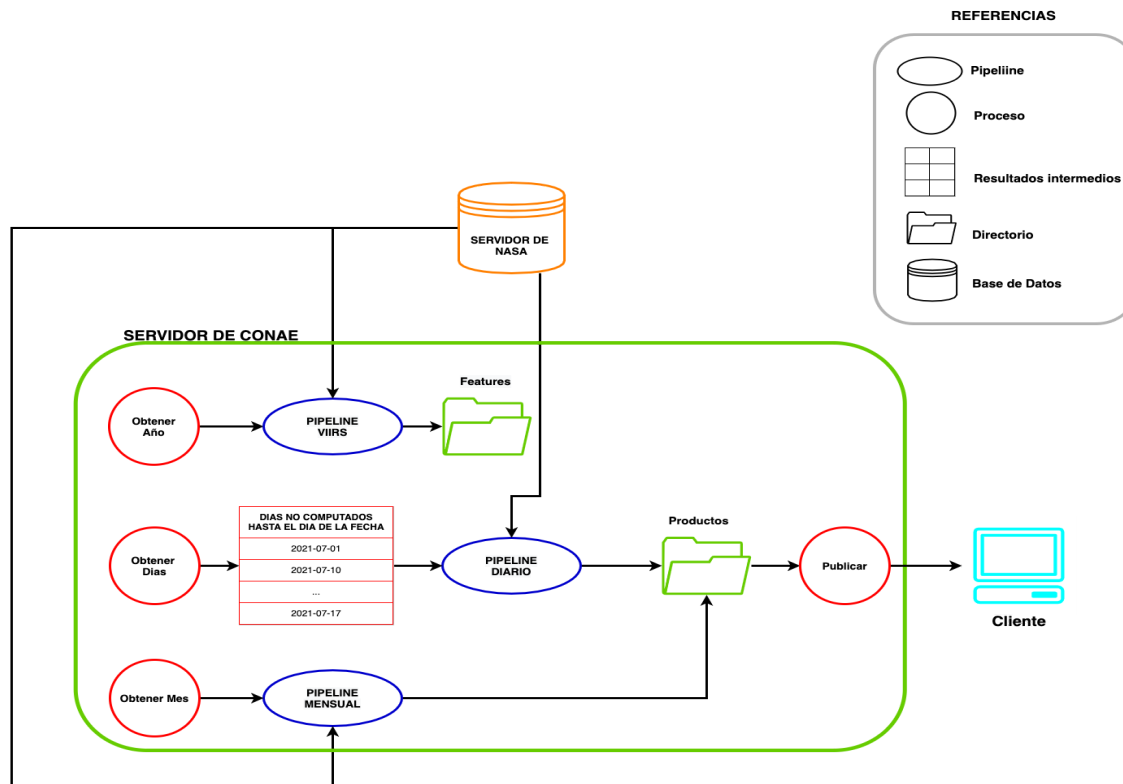 REFERENCIAS
Pipeliine
Proceso
Resultados intermedios
Directorio
Base de Datos
SERVIDOR DE
NASA
SERVIDOR DE CONAE
Obtener
Año
PIPELINE
VIIRS
Features
Obtener
Dias
DIAS NO COMPUTADOS
HASTA EL DIA DE LA FECHA
2021-07-01
2021-07-10
...
2021-07-17
PIPELINE
DIARIO
Productos
Publicar
Cliente
Obtener Mes
PIPELINE
MENSUAL